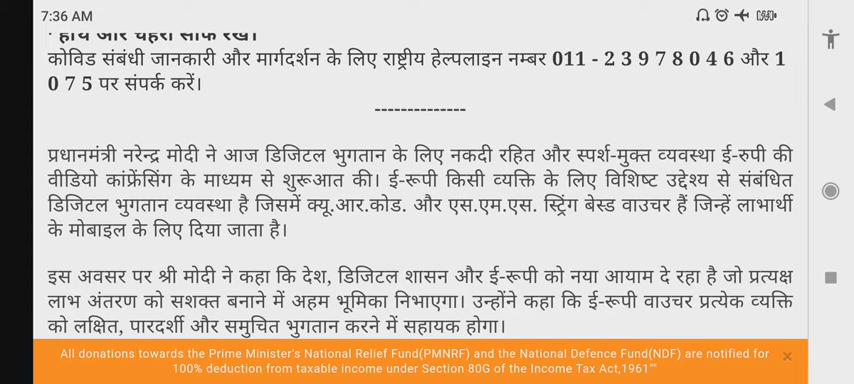 7:36 AM
* हाथ और चेहरा साफ रखें।
कोविड संबंधी जानकारी और मार्गदर्शन के लिए राष्ट्रीय हेल्पलाइन नम्बर 011 - 2 3 9 7 8 0 4 6 और 1
0 7 5 पर संपर्क करें।
--------------
प्रधानमंत्री नरेन्द्र मोदी ने आज डिजिटल भुगतान के लिए नकदी रहित और स्पर्श-मुक्त व्यवस्था ई-रुपी की
वीडियो कांफ्रेंसिंग के माध्यम से शुरूआत की। ई-रूपी किसी व्यक्ति के लिए विशिष्ट उद्देश्य से संबंधित
डिजिटल भुगतान व्यवस्था है जिसमें क्यू.आर.कोड. और एस.एम.एस. स्ट्रिंग बेस्ड वाउचर हैं जिन्हें लाभार्थी
के मोबाइल के लिए दिया जाता है।
इस अवसर पर श्री मोदी ने कहा कि देश, डिजिटल शासन और ई-रूपी को नया आयाम दे रहा है जो प्रत्यक्ष
लाभ अंतरण को सशक्त बनाने में अहम भूमिका निभाएगा। उन्होंने कहा कि ई-रूपी वाउचर प्रत्येक व्यक्ति
को लक्षित, पारदर्शी और समुचित भुगतान करने में सहायक होगा।
All donations towards the Prime Minister's National Relief Fund(PMNRF) and the National Defence Fund(NDF) are notified for
100% deduction from taxable income under Section 80G of the Income Tax Act,1961""